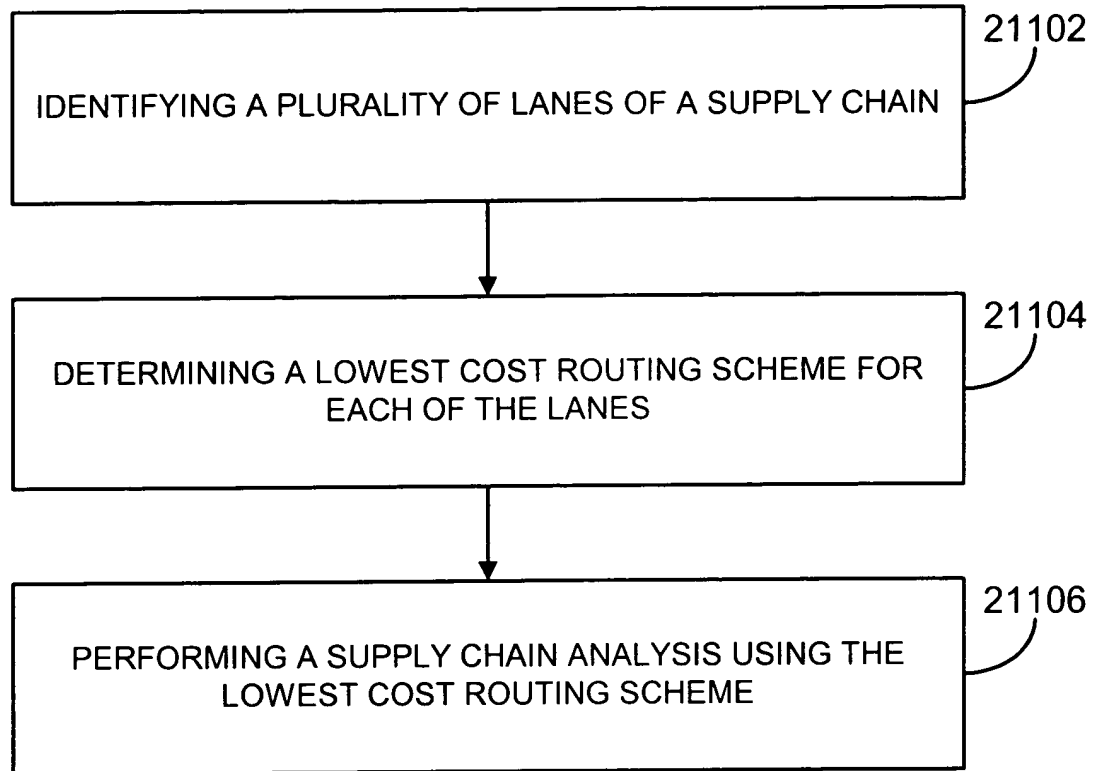 21102
IDENTIFYING A PLURALITY OF LANES OF A SUPPLY CHAIN
21104
DETERMINING A LOWEST COST ROUTING SCHEME FOR
EACH OF THE LANES
21106
PERFORMING A SUPPLY CHAIN ANALYSIS USING THE
LOWEST COST ROUTING SCHEME